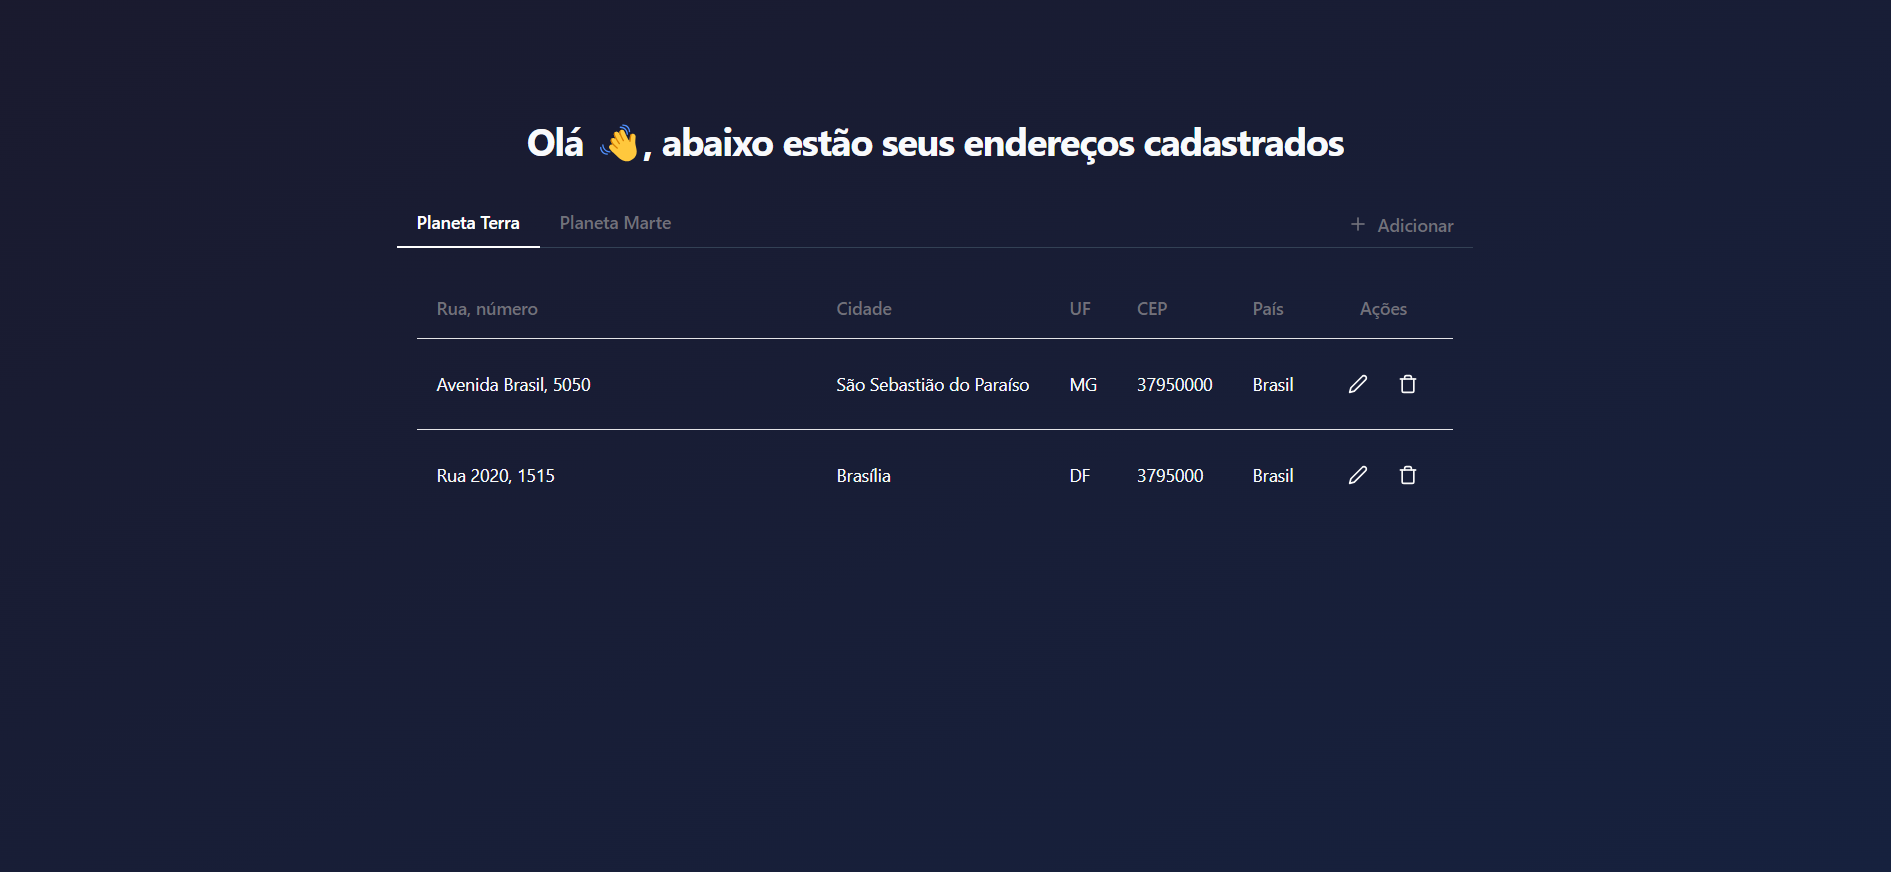 Olá 👋, abaixo estão seus endereços cadastrados
Planeta Terra Planeta Marte + Adicionar
Rua, número Cidade UF CEP País Ações
Avenida Brasil, 5050 São Sebastião do Paraíso MG 37950000 Brasil
Rua 2020, 1515 Brasília DF 3795000 Brasil